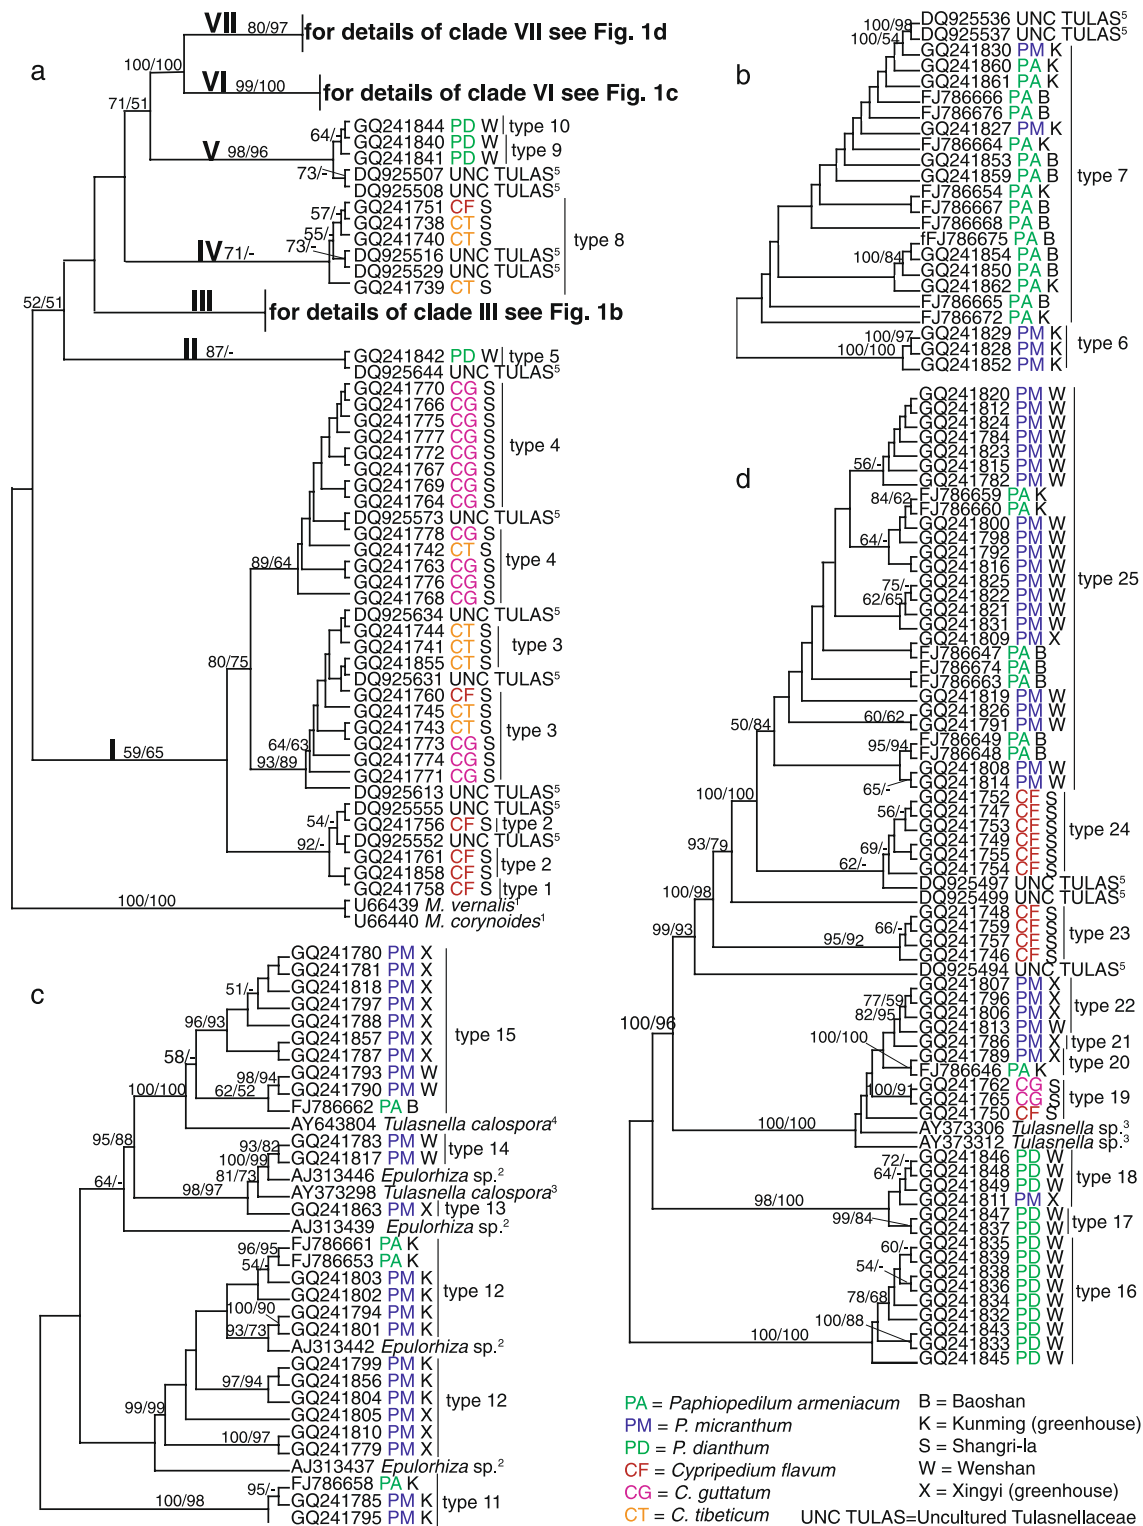 a
VII 80/97 for details of clade VII see Fig. 1d
100/100
VI 99/100 for details of clade VI see Fig. 1c
71/51
GQ241844 PD W type 10
64/-
GQ241840 PD W type 9
V 98/96
GQ241841 PD W
73/- DQ925507 UNC TULAS5
DQ925508 UNC TULAS5
GQ241751 CF S
57/-
GQ241738 CT S
55/- GQ241740 CT S type 8
IV 71/- 73/-
DQ925516 UNC TULAS5
DQ925529 UNC TULAS5
GQ241739 CT S
52/51
III for details of clade III see Fig. 1b
II 87/-
GQ241842 PD W type 5
DQ925644 UNC TULAS5
GQ241770 CG S
GQ241766 CG S
GQ241775 CG S
GQ241777 CG S type 4
GQ241772 CG S
GQ241767 CG S
GQ241769 CG S
GQ241764 CG S
DQ925573 UNC TULAS5
GQ241778 CG S
GQ241742 CT S
89/64 GQ241763 CG S type 4
GQ241776 CG S
GQ241768 CG S
DQ925634 UNC TULAS5
GQ241744 CT S
GQ241741 CT S type 3
80/75 GQ241855 CT S
DQ925631 UNC TULAS5
GQ241760 CF S
GQ241745 CT S
GQ241743 CT S type 3
I 59/65
64/63 GQ241773 CG S
93/89 GQ241774 CG S
GQ241771 CG S
DQ925613 UNC TULAS5
DQ925555 UNC TULAS5
54/- GQ241756 CF S type 2
92/- DQ925552 UNC TULAS5
GQ241761 CF S type 2
GQ241858 CF S
GQ241758 CF S type 1
100/100 U66439 M. vernalis1
U66440 M. corynoides1
b
100/98 DQ925536 UNC TULAS5
DQ925537 UNC TULAS5
100/54
GQ241830 PM K
GQ241860 PA K
GQ241861 PA K
FJ786666 PA B
FJ786676 PA B
GQ241827 PM K
FJ786664 PA K
GQ241853 PA B
GQ241859 PA B type 7
FJ786654 PA K
FJ786667 PA B
FJ786668 PA B
fFJ786675 PA B
100/84 GQ241854 PA B
GQ241850 PA B
GQ241862 PA K
FJ786665 PA B
FJ786672 PA K
100/97 GQ241829 PM K
100/100 GQ241828 PM K type 6
GQ241852 PM K
c
GQ241780 PM X
GQ241781 PM X
51/- GQ241818 PM X
GQ241797 PM X
96/93 GQ241788 PM X type 15
GQ241857 PM X
58/- GQ241787 PM X
98/94 GQ241793 PM W
100/100 62/52 GQ241790 PM W
FJ786662 PA B
AY643804 Tulasnella calospora4
95/88
93/82 GQ241783 PM W type 14
100/99 GQ241817 PM W
81/73 AJ313446 Epulorhiza sp.2
64/- 98/97 AY373298 Tulasnella calospora3
GQ241863 PM X type 13
AJ313439 Epulorhiza sp.2
96/95 FJ786661 PA K
54/- FJ786653 PA K
GQ241803 PM K
GQ241802 PM K type 12
100/90 GQ241794 PM K
93/73 GQ241801 PM K
AJ313442 Epulorhiza sp.2
GQ241799 PM K
97/94 GQ241856 PM K
GQ241804 PM K type 12
99/99 GQ241805 PM X
100/97 GQ241810 PM X
GQ241779 PM X
AJ313437 Epulorhiza sp.2
95/- FJ786658 PA K
100/98 GQ241785 PM K type 11
GQ241795 PM K
d
GQ241820 PM W
GQ241812 PM W
GQ241824 PM W
GQ241784 PM W
GQ241823 PM W
56/- GQ241815 PM W
GQ241782 PM W
84/62 FJ786659 PA K
FJ786660 PA K
GQ241800 PM W
64/- GQ241798 PM W
GQ241792 PM W
GQ241816 PM W
75/- GQ241825 PM W type 25
62/65 GQ241822 PM W
GQ241821 PM W
GQ241831 PM W
GQ241809 PM X
FJ786647 PA B
FJ786674 PA B
FJ786663 PA B
GQ241819 PM W
60/62 GQ241826 PM W
50/84 GQ241791 PM W
95/94 FJ786649 PA B
FJ786648 PA B
GQ241808 PM W
65/- GQ241814 PM W
100/100 GQ241752 CF S
56/- GQ241747 CF S
GQ241753 CF S type 24
93/79 69/- GQ241749 CF S
62/- GQ241755 CF S
GQ241754 CF S
DQ925497 UNC TULAS5
100/98 DQ925499 UNC TULAS5
GQ241748 CF S
66/- GQ241759 CF S type 23
99/93 95/92 GQ241757 CF S
GQ241746 CF S
DQ925494 UNC TULAS5
GQ241807 PM X
77/59 GQ241796 PM X type 22
82/95 GQ241806 PM X
100/96 GQ241813 PM W
GQ241786 PM X type 21
100/100 GQ241789 PM X type 20
FJ786646 PA K
100/91 GQ241762 CG S
GQ241765 CG S type 19
GQ241750 CF S
100/100 AY373306 Tulasnella sp.3
AY373312 Tulasnella sp.3
72/- GQ241846 PD W
64/- GQ241848 PD W type 18
GQ241849 PD W
98/100 GQ241811 PM X
99/84 GQ241847 PD W type 17
GQ241837 PD W
GQ241835 PD W
60/- GQ241839 PD W
54/- GQ241838 PD W
GQ241836 PD W type 16
78/68 GQ241834 PD W
GQ241832 PD W
100/88 GQ241843 PD W
100/100 GQ241833 PD W
GQ241845 PD W
PA = Paphiopedilum armeniacum
PM = P. micranthum
PD = P. dianthum
CF = Cypripedium flavum
CG = C. guttatum
CT = C. tibeticum
B = Baoshan
K = Kunming (greenhouse)
S = Shangri-la
W = Wenshan
X = Xingyi (greenhouse)
UNC TULAS=Uncultured Tulasnellaceae